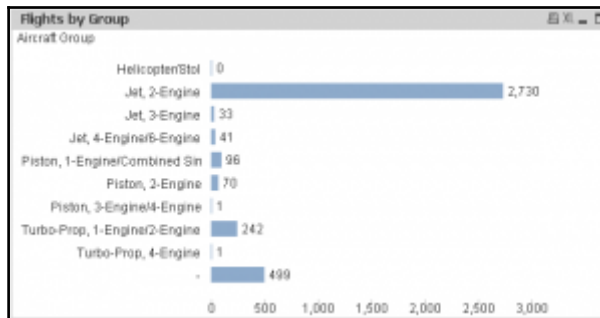 Flights by Group
XL
Aircraft Group
Helicopter/Stol 0
Jet, 2-Engine 2,730
Jet, 3-Engine 33
Jet, 4-Engine/6-Engine 41
Piston, 1-Engine/Combined Sin 96
Piston, 2-Engine 70
Piston, 3-Engine/4-Engine 1
Turbo-Prop, 1-Engine/2-Engine 242
Turbo-Prop, 4-Engine 1
- 499
0 500 1,000 1,500 2,000 2,500 3,000